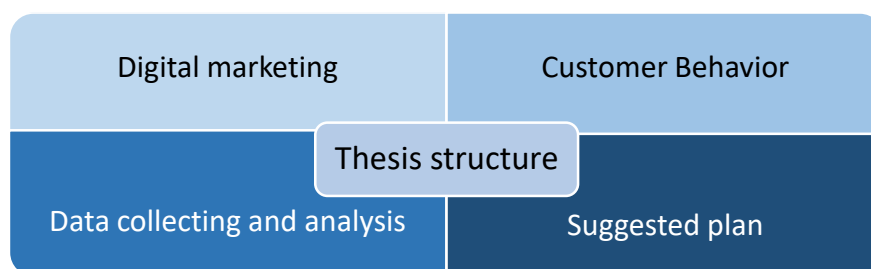 Digital marketing
Customer Behavior
Thesis structure
Data collecting and analysis
Suggested plan